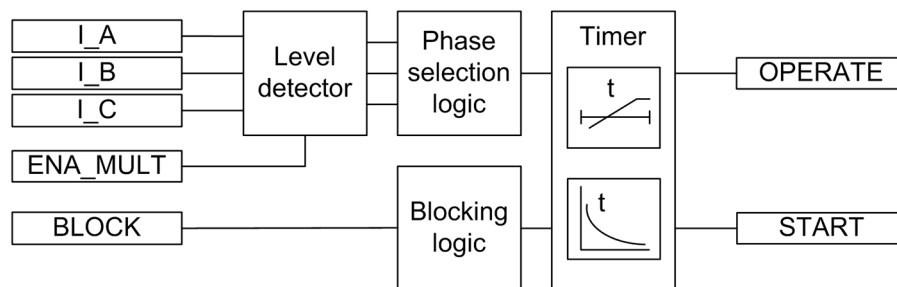 I_A
I_B
I_C
ENA_MULT
BLOCK
Level
detector
Phase
selection
logic
Blocking
logic
Timer
t
t
OPERATE
START